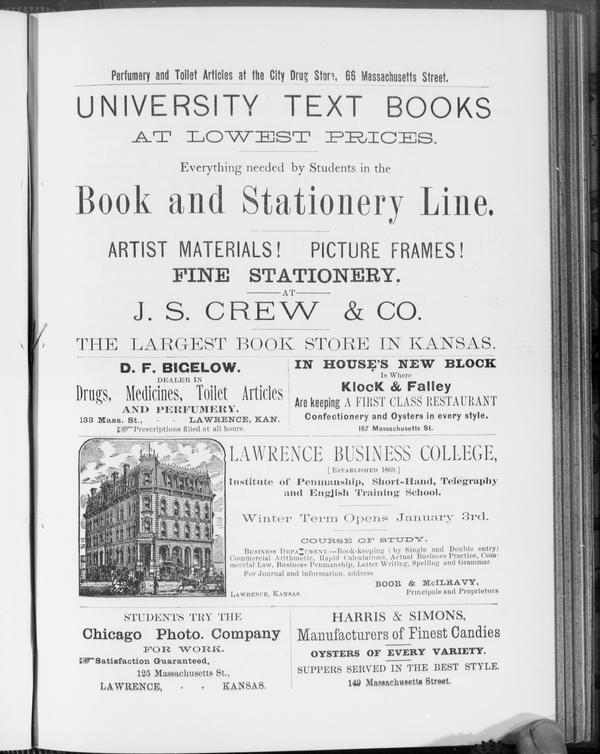 Perfumery and Toilet Articles at the City Drug Store, 66 Massachusetts Street.
UNIVERSITY TEXT BOOKS
AT LOWEST PRICES.
Everything needed by Students in the
Book and Stationery Line.
ARTIST MATERIALS! PICTURE FRAMES!
FINE STATIONERY.
AT
J. S. CREW & CO.
THE LARGEST BOOK STORE IN KANSAS.
D. F. BIGELOW.
DEALER IN
Drugs, Medicines, Toilet Articles
AND PERFUMERY.
133 Mass. St., - - LAWRENCE, KAN.
☞Prescriptions filled at all hours.
IN HOUSE'S NEW BLOCK
Is Where
Klock & Falley
Are keeping A FIRST CLASS RESTAURANT
Confectionery and Oysters in every style.
167 Massachusetts St.
LAWRENCE BUSINESS COLLEGE,
[ESTABLISHED 1869.]
Institute of Penmanship, Short-Hand, Telegraphy
and English Training School.
Winter Term Opens January 3rd.
COURSE OF STUDY.
BUSINESS DEPARTMENT.—Book-keeping (by Single and Double entry)
Commercial Arithmetic, Rapid Calculations, Actual Business Practice, Com-
mercial Law, Business Penmanship, Letter Writing, Spelling and Grammar.
For Journal and information, address
BOOR & McILRAVY,
LAWRENCE, KANSAS. Principals and Proprietors
STUDENTS TRY THE
Chicago Photo. Company
FOR WORK.
☞Satisfaction Guaranteed,
125 Massachusetts St.,
LAWRENCE, - - KANSAS.
HARRIS & SIMONS,
Manufacturers of Finest Candies
OYSTERS OF EVERY VARIETY.
SUPPERS SERVED IN THE BEST STYLE.
149 Massachusetts Street.